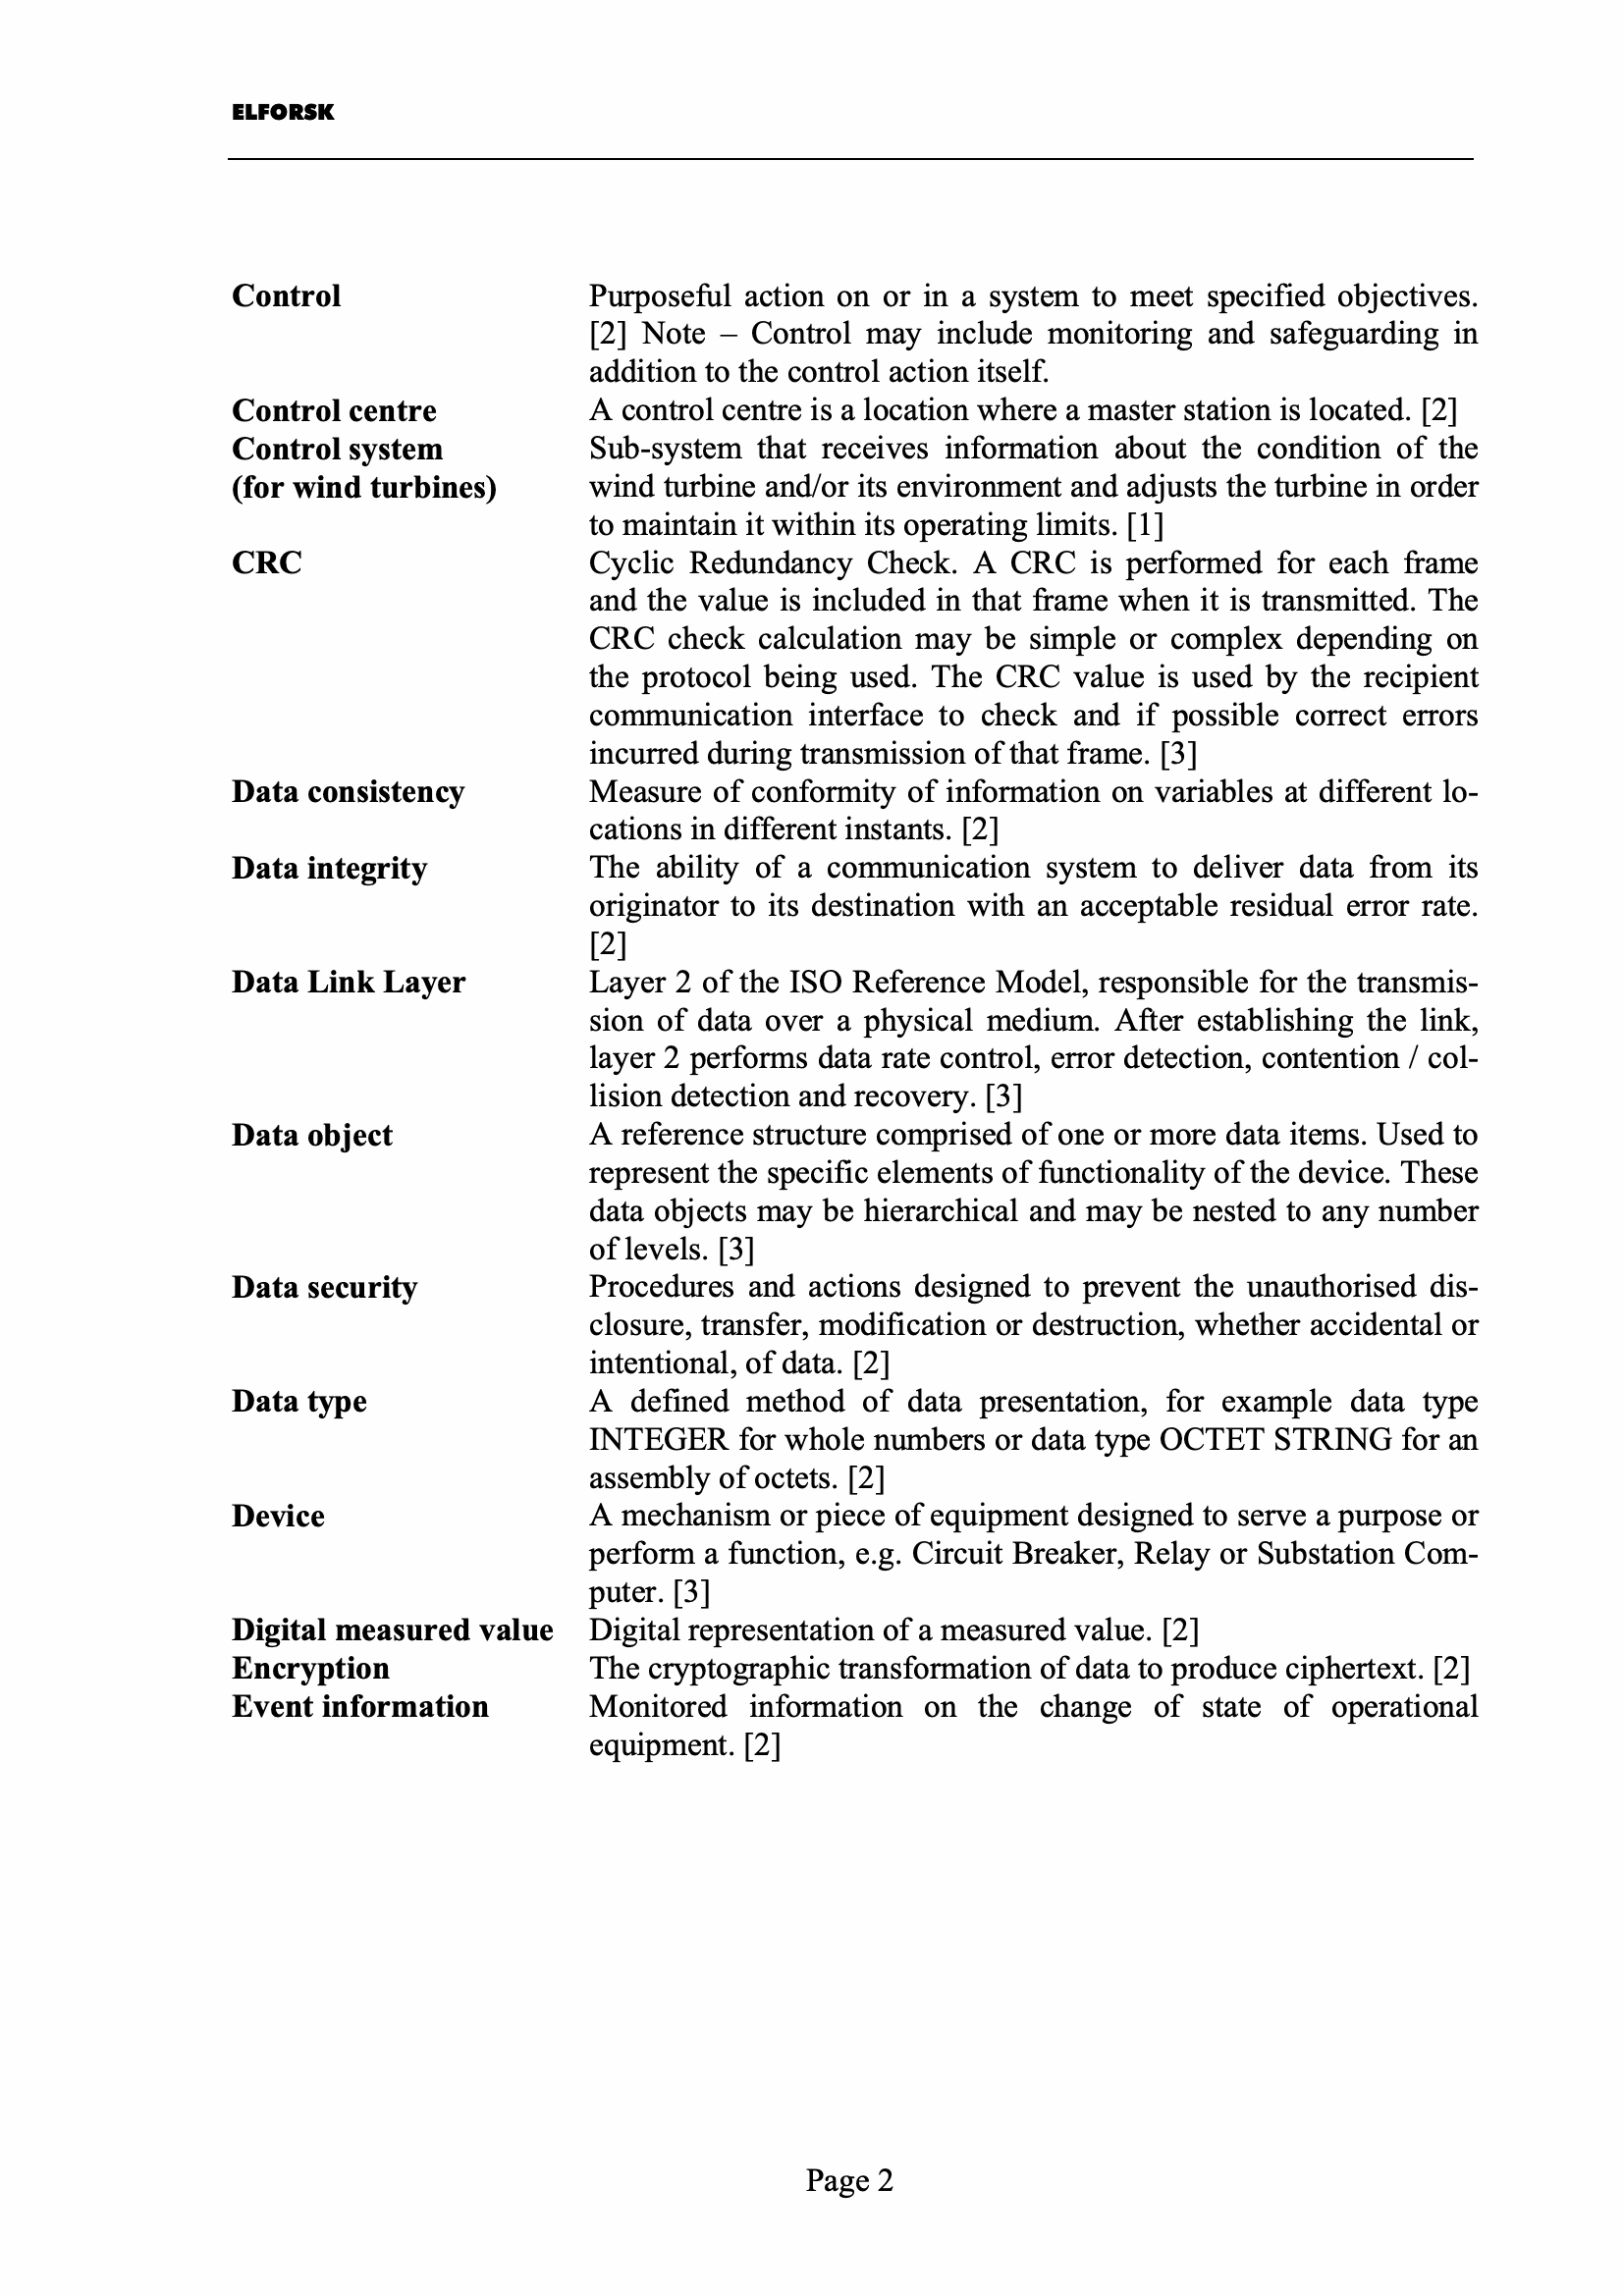 ELFORSK
Control Purposeful action on or in a system to meet specified objectives.
[2] Note – Control may include monitoring and safeguarding in
addition to the control action itself.
Control centre A control centre is a location where a master station is located. [2]
Control system Sub-system that receives information about the condition of the
(for wind turbines) wind turbine and/or its environment and adjusts the turbine in order
to maintain it within its operating limits. [1]
CRC Cyclic Redundancy Check. A CRC is performed for each frame
and the value is included in that frame when it is transmitted. The
CRC check calculation may be simple or complex depending on
the protocol being used. The CRC value is used by the recipient
communication interface to check and if possible correct errors
incurred during transmission of that frame. [3]
Data consistency Measure of conformity of information on variables at different lo-
cations in different instants. [2]
Data integrity The ability of a communication system to deliver data from its
originator to its destination with an acceptable residual error rate.
[2]
Data Link Layer Layer 2 of the ISO Reference Model, responsible for the transmis-
sion of data over a physical medium. After establishing the link,
layer 2 performs data rate control, error detection, contention / col-
lision detection and recovery. [3]
Data object A reference structure comprised of one or more data items. Used to
represent the specific elements of functionality of the device. These
data objects may be hierarchical and may be nested to any number
of levels. [3]
Data security Procedures and actions designed to prevent the unauthorised dis-
closure, transfer, modification or destruction, whether accidental or
intentional, of data. [2]
Data type A defined method of data presentation, for example data type
INTEGER for whole numbers or data type OCTET STRING for an
assembly of octets. [2]
Device A mechanism or piece of equipment designed to serve a purpose or
perform a function, e.g. Circuit Breaker, Relay or Substation Com-
puter. [3]
Digital measured value Digital representation of a measured value. [2]
Encryption The cryptographic transformation of data to produce ciphertext. [2]
Event information Monitored information on the change of state of operational
equipment. [2]
Page 2